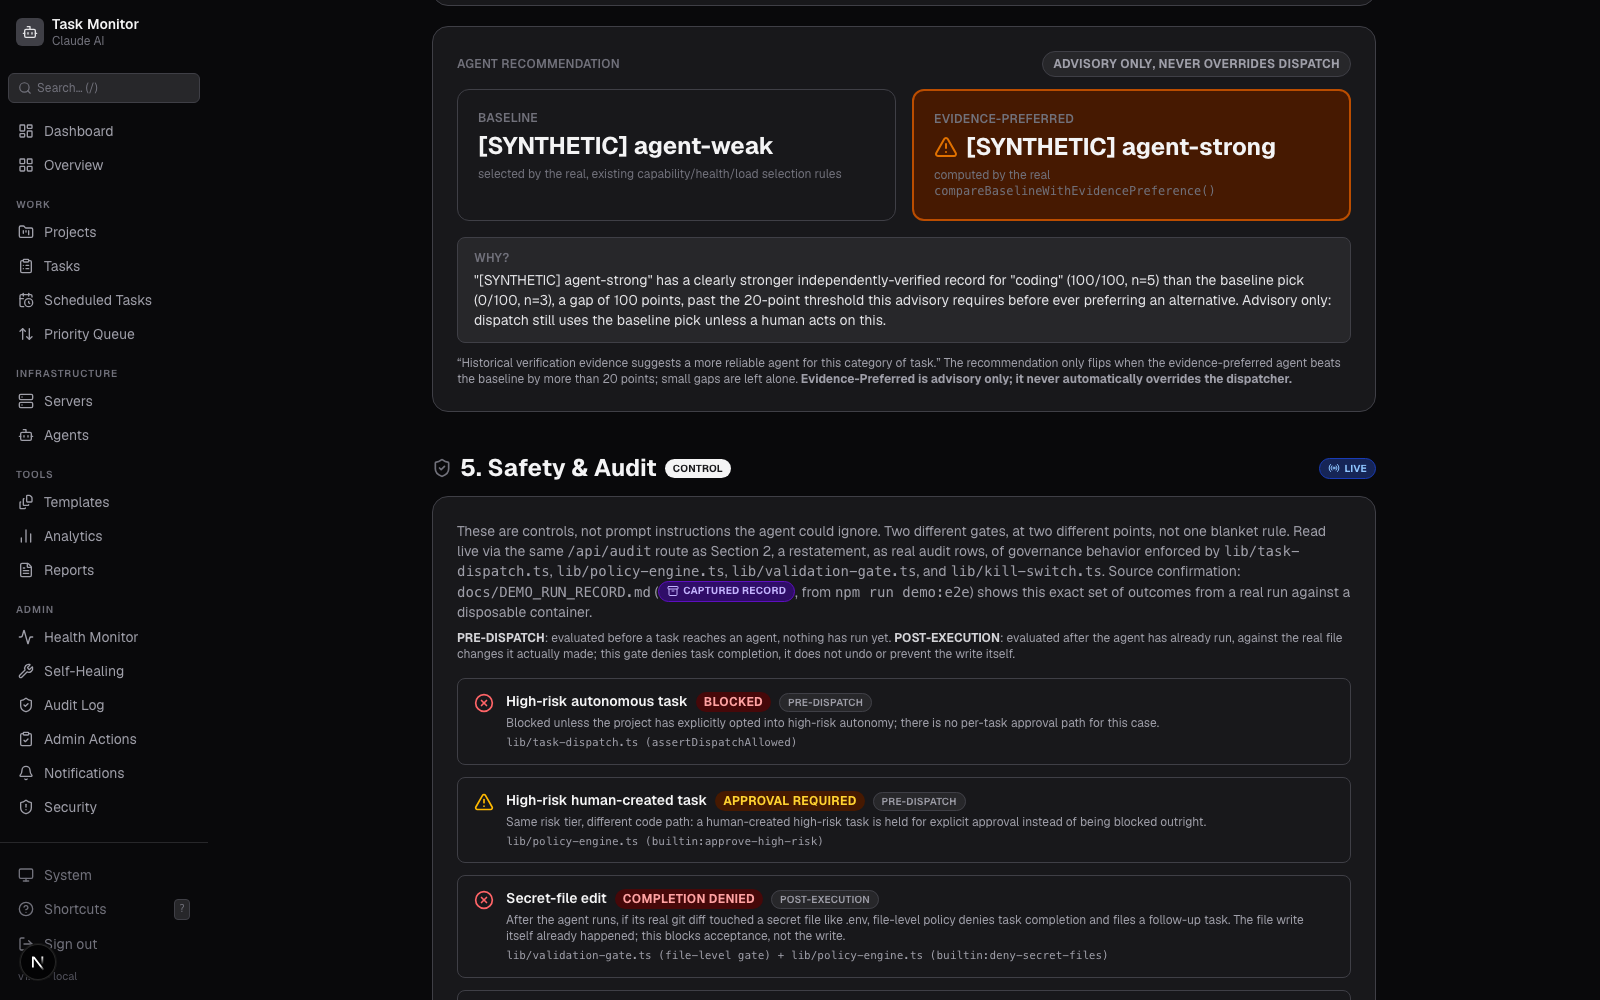 Task Monitor
Claude AI
Search... (/)
Dashboard
Overview
WORK
Projects
Tasks
Scheduled Tasks
Priority Queue
INFRASTRUCTURE
Servers
Agents
TOOLS
Templates
Analytics
Reports
ADMIN
Health Monitor
Self-Healing
Audit Log
Admin Actions
Notifications
Security
System
Shortcuts ?
Sign out
N
local
AGENT RECOMMENDATION
ADVISORY ONLY, NEVER OVERRIDES DISPATCH
BASELINE
[SYNTHETIC] agent-weak
selected by the real, existing capability/health/load selection rules
EVIDENCE-PREFERRED
[SYNTHETIC] agent-strong
computed by the real
compareBaselineWithEvidencePreference()
WHY?
"[SYNTHETIC] agent-strong" has a clearly stronger independently-verified record for "coding" (100/100, n=5) than the baseline pick
(0/100, n=3), a gap of 100 points, past the 20-point threshold this advisory requires before ever preferring an alternative. Advisory only:
dispatch still uses the baseline pick unless a human acts on this.
“Historical verification evidence suggests a more reliable agent for this category of task.” The recommendation only flips when the evidence-preferred agent beats
the baseline by more than 20 points; small gaps are left alone. Evidence-Preferred is advisory only; it never automatically overrides the dispatcher.
5. Safety & Audit CONTROL
LIVE
These are controls, not prompt instructions the agent could ignore. Two different gates, at two different points, not one blanket rule. Read
live via the same /api/audit route as Section 2, a restatement, as real audit rows, of governance behavior enforced by lib/task-
dispatch.ts, lib/policy-engine.ts, lib/validation-gate.ts, and lib/kill-switch.ts. Source confirmation:
docs/DEMO_RUN_RECORD.md ( CAPTURED RECORD , from npm run demo:e2e) shows this exact set of outcomes from a real run against a
disposable container.
PRE-DISPATCH: evaluated before a task reaches an agent, nothing has run yet. POST-EXECUTION: evaluated after the agent has already run, against the real file
changes it actually made; this gate denies task completion, it does not undo or prevent the write itself.
High-risk autonomous task BLOCKED PRE-DISPATCH
Blocked unless the project has explicitly opted into high-risk autonomy; there is no per-task approval path for this case.
lib/task-dispatch.ts (assertDispatchAllowed)
High-risk human-created task APPROVAL REQUIRED PRE-DISPATCH
Same risk tier, different code path: a human-created high-risk task is held for explicit approval instead of being blocked outright.
lib/policy-engine.ts (builtin:approve-high-risk)
Secret-file edit COMPLETION DENIED POST-EXECUTION
After the agent runs, if its real git diff touched a secret file like .env, file-level policy denies task completion and files a follow-up task. The file write
itself already happened; this blocks acceptance, not the write.
lib/validation-gate.ts (file-level gate) + lib/policy-engine.ts (builtin:deny-secret-files)